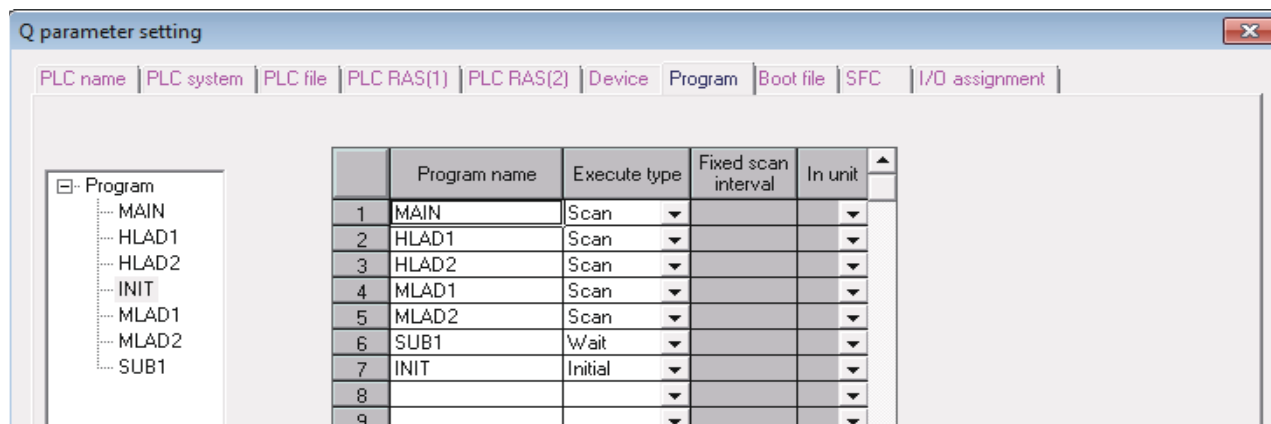 Q parameter setting
PLC name PLC system PLC file PLC RAS(1) PLC RAS(2) Device Program Boot file SFC I/O assignment
Program
MAIN
HLAD1
HLAD2
INIT
MLAD1
MLAD2
SUB1
Program name Execute type Fixed scan interval In unit
1 MAIN Scan
2 HLAD1 Scan
3 HLAD2 Scan
4 MLAD1 Scan
5 MLAD2 Scan
6 SUB1 Wait
7 INIT Initial
8
9